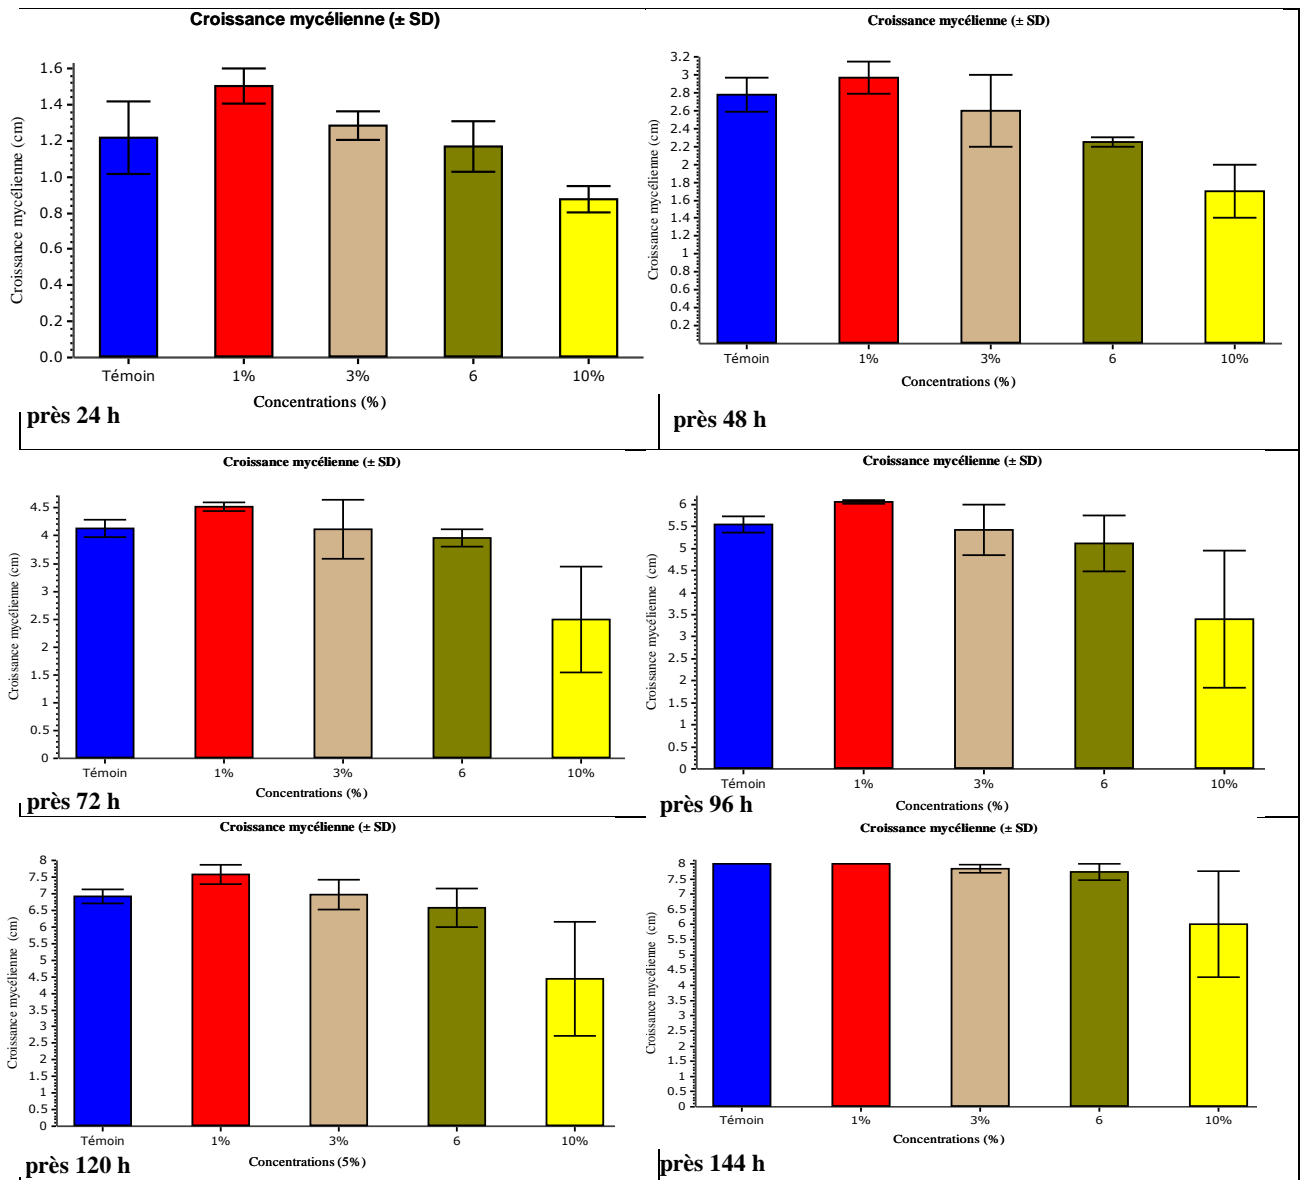 Croissance mycélienne (± SD)
Croissance mycélienne (cm)
1.6
1.4
1.2
1.0
0.8
0.6
0.4
0.2
0.0
Témoin 1% 3% 6 10%
Concentrations (%)
près 24 h
Croissance mycélienne (± SD)
Croissance mycélienne (cm)
3.2
3
2.8
2.6
2.4
2.2
2
1.8
1.6
1.4
1.2
1
0.8
0.6
0.4
0.2
Témoin 1% 3% 6 10%
Concentrations (%)
près 48 h
Croissance mycélienne (± SD)
Croissance mycélienne (cm)
4.5
4
3.5
3
2.5
2
1.5
1
0.5
0
Témoin 1% 3% 6 10%
Concentrations (%)
près 72 h
Croissance mycélienne (± SD)
Croissance mycélienne (cm)
6
5.5
5
4.5
4
3.5
3
2.5
2
1.5
1
0.5
0
Témoin 1% 3% 6 10%
Concentrations (%)
près 96 h
Croissance mycélienne (± SD)
Croissance mycélienne (cm)
8
7.5
7
6.5
6
5.5
5
4.5
4
3.5
3
2.5
2
1.5
1
0.5
0
Témoin 1% 3% 6 10%
Concentrations (5%)
près 120 h
Croissance mycélienne (± SD)
Croissance mycélienne (cm)
8
7.5
7
6.5
6
5.5
5
4.5
4
3.5
3
2.5
2
1.5
1
0.5
0
Témoin 1% 3% 6 10%
Concentrations (%)
près 144 h